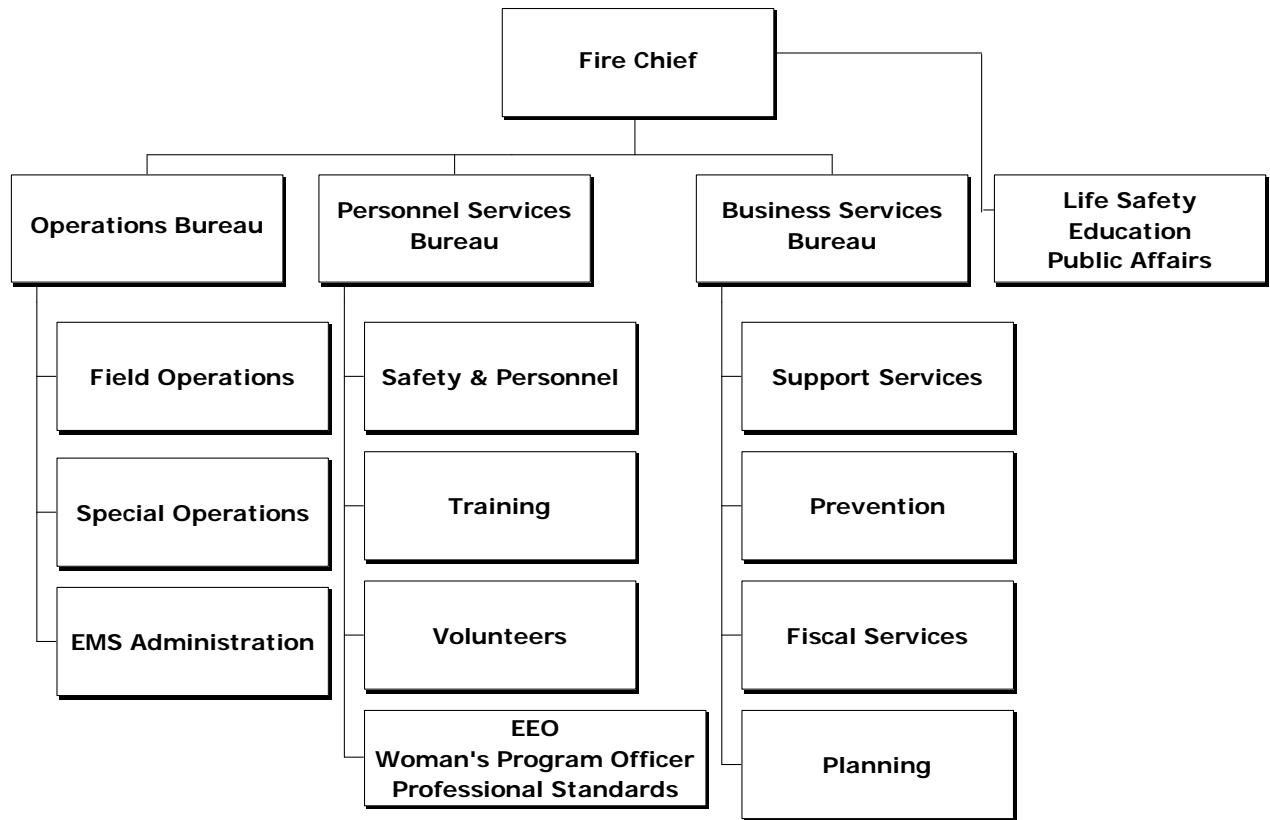 Fire Chief
Operations Bureau
Personnel Services
Bureau
Business Services
Bureau
Life Safety
Education
Public Affairs
Field Operations
Safety & Personnel
Support Services
Special Operations
Training
Prevention
EMS Administration
Volunteers
Fiscal Services
EEO
Woman's Program Officer
Professional Standards
Planning